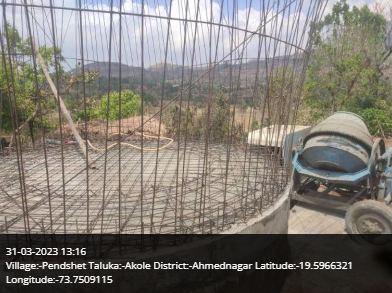 31-03-2023 13:16
Village:-Pendshet Taluka:-Akole District:-Ahmednagar Latitude:-19.5966321
Longitude:-73.7509115